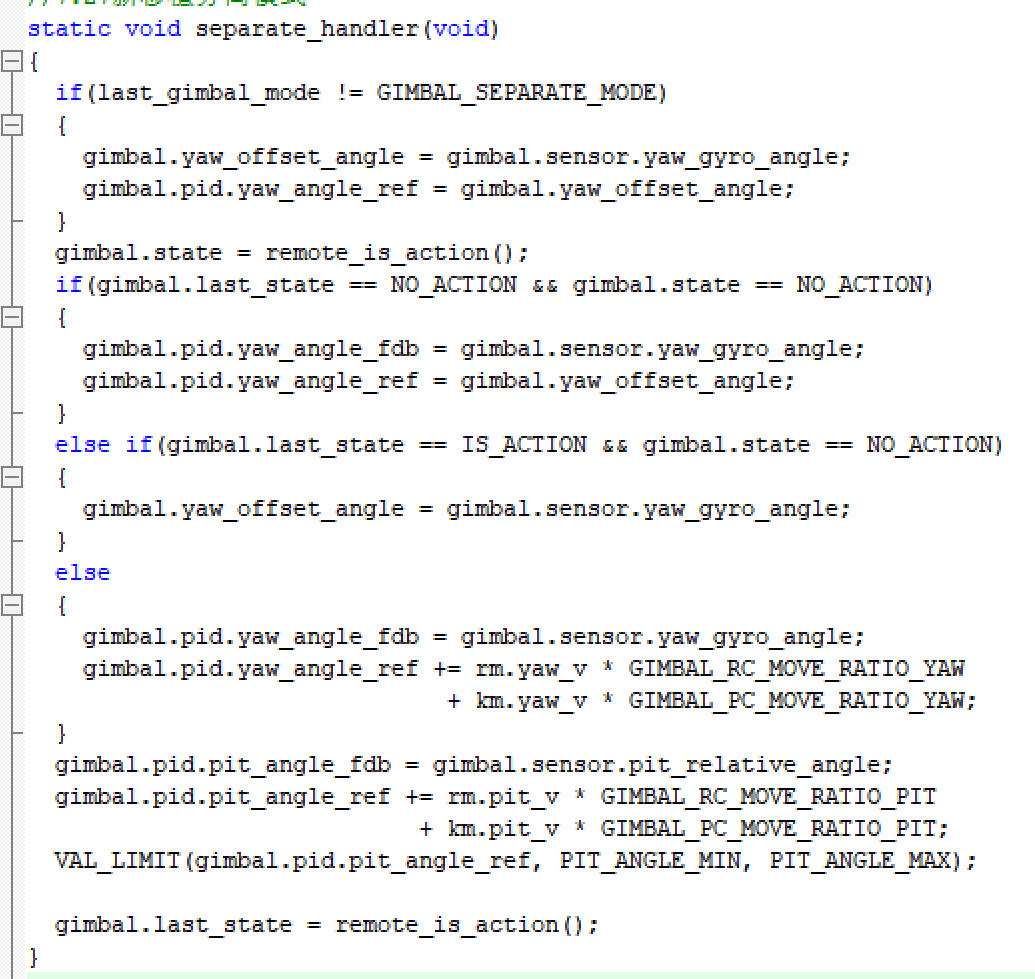 static void separate_handler(void)
{
  if(last_gimbal_mode != GIMBAL_SEPARATE_MODE)
  {
    gimbal.yaw_offset_angle = gimbal.sensor.yaw_gyro_angle;
    gimbal.pid.yaw_angle_ref = gimbal.yaw_offset_angle;
  }
  gimbal.state = remote_is_action();
  if(gimbal.last_state == NO_ACTION && gimbal.state == NO_ACTION)
  {
    gimbal.pid.yaw_angle_fdb = gimbal.sensor.yaw_gyro_angle;
    gimbal.pid.yaw_angle_ref = gimbal.yaw_offset_angle;
  }
  else if(gimbal.last_state == IS_ACTION && gimbal.state == NO_ACTION)
  {
    gimbal.yaw_offset_angle = gimbal.sensor.yaw_gyro_angle;
  }
  else
  {
    gimbal.pid.yaw_angle_fdb = gimbal.sensor.yaw_gyro_angle;
    gimbal.pid.yaw_angle_ref += rm.yaw_v * GIMBAL_RC_MOVE_RATIO_YAW
                              + km.yaw_v * GIMBAL_PC_MOVE_RATIO_YAW;
  }
  gimbal.pid.pit_angle_fdb = gimbal.sensor.pit_relative_angle;
  gimbal.pid.pit_angle_ref += rm.pit_v * GIMBAL_RC_MOVE_RATIO_PIT
                            + km.pit_v * GIMBAL_PC_MOVE_RATIO_PIT;
  VAL_LIMIT(gimbal.pid.pit_angle_ref, PIT_ANGLE_MIN, PIT_ANGLE_MAX);

  gimbal.last_state = remote_is_action();
}